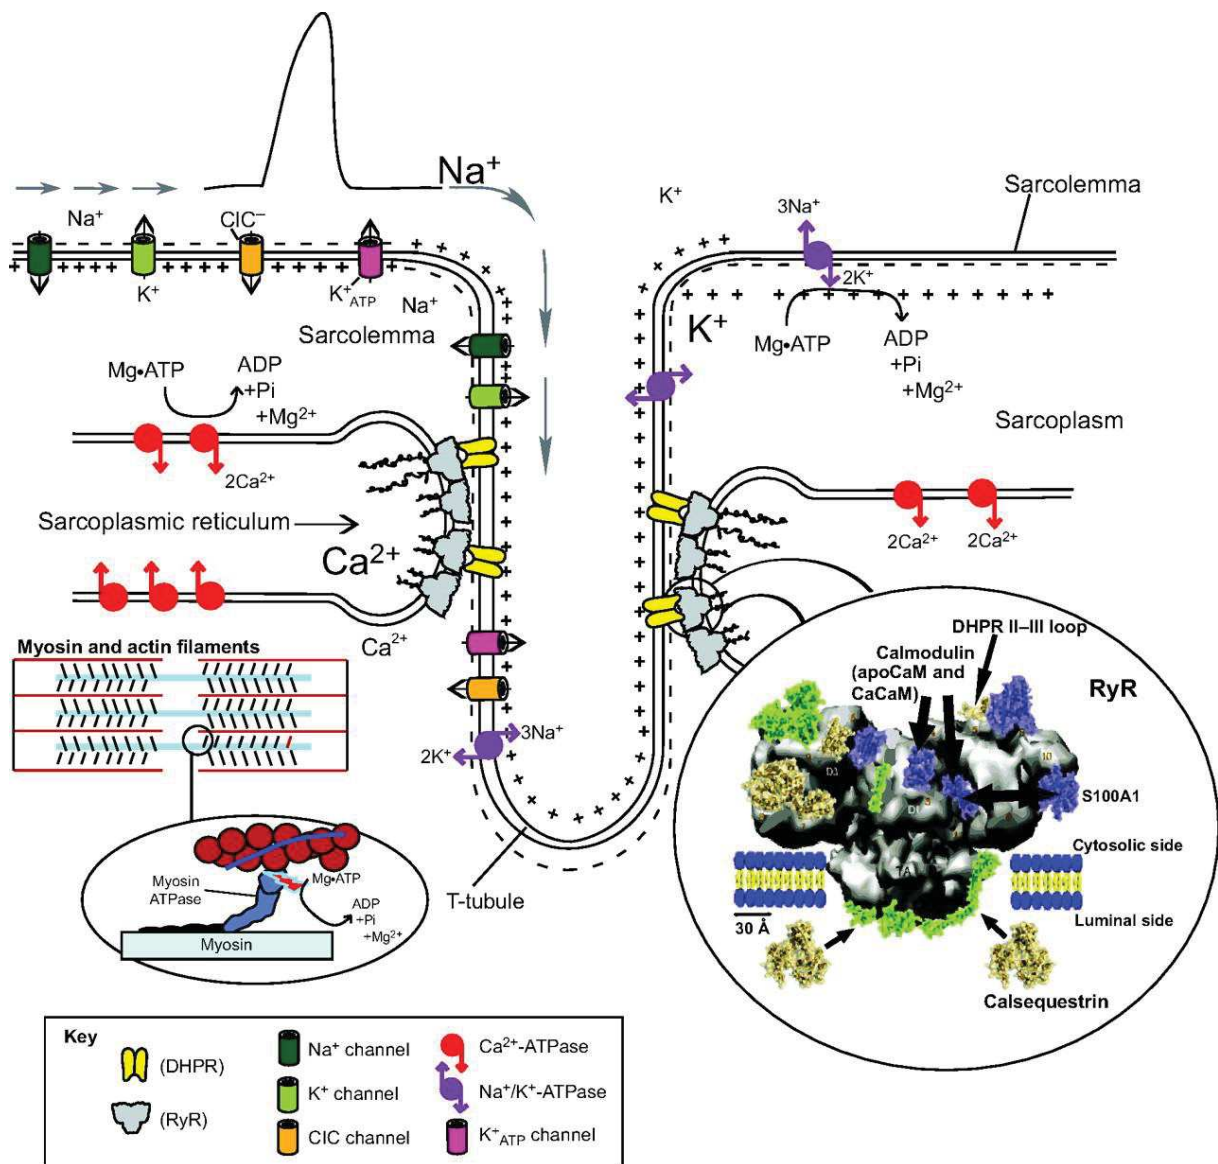 Na⁺
K⁺
Sarcolemma
3Na⁺
Na⁺
ClC⁻
K⁺
K⁺ATP
Na⁺
2K⁺
Sarcolemma
K⁺
Mg•ATP
ADP
+Pi
+Mg²⁺
Mg•ATP
ADP
+Pi
+Mg²⁺
2Ca²⁺
Sarcoplasm
Sarcoplasmic reticulum
Ca²⁺
2Ca²⁺
2Ca²⁺
Ca²⁺
Myosin and actin filaments
2K⁺
3Na⁺
T-tubule
Mg•ATP
Myosin
ATPase
ADP
+Pi
+Mg²⁺
Myosin
DHPR II–III loop
Calmodulin
(apoCaM and
CaCaM)
RyR
S100A1
Cytosolic side
Luminal side
30 Å
Calsequestrin
Key
(DHPR)
(RyR)
Na⁺ channel
K⁺ channel
ClC channel
Ca²⁺-ATPase
Na⁺/K⁺-ATPase
K⁺ATP channel